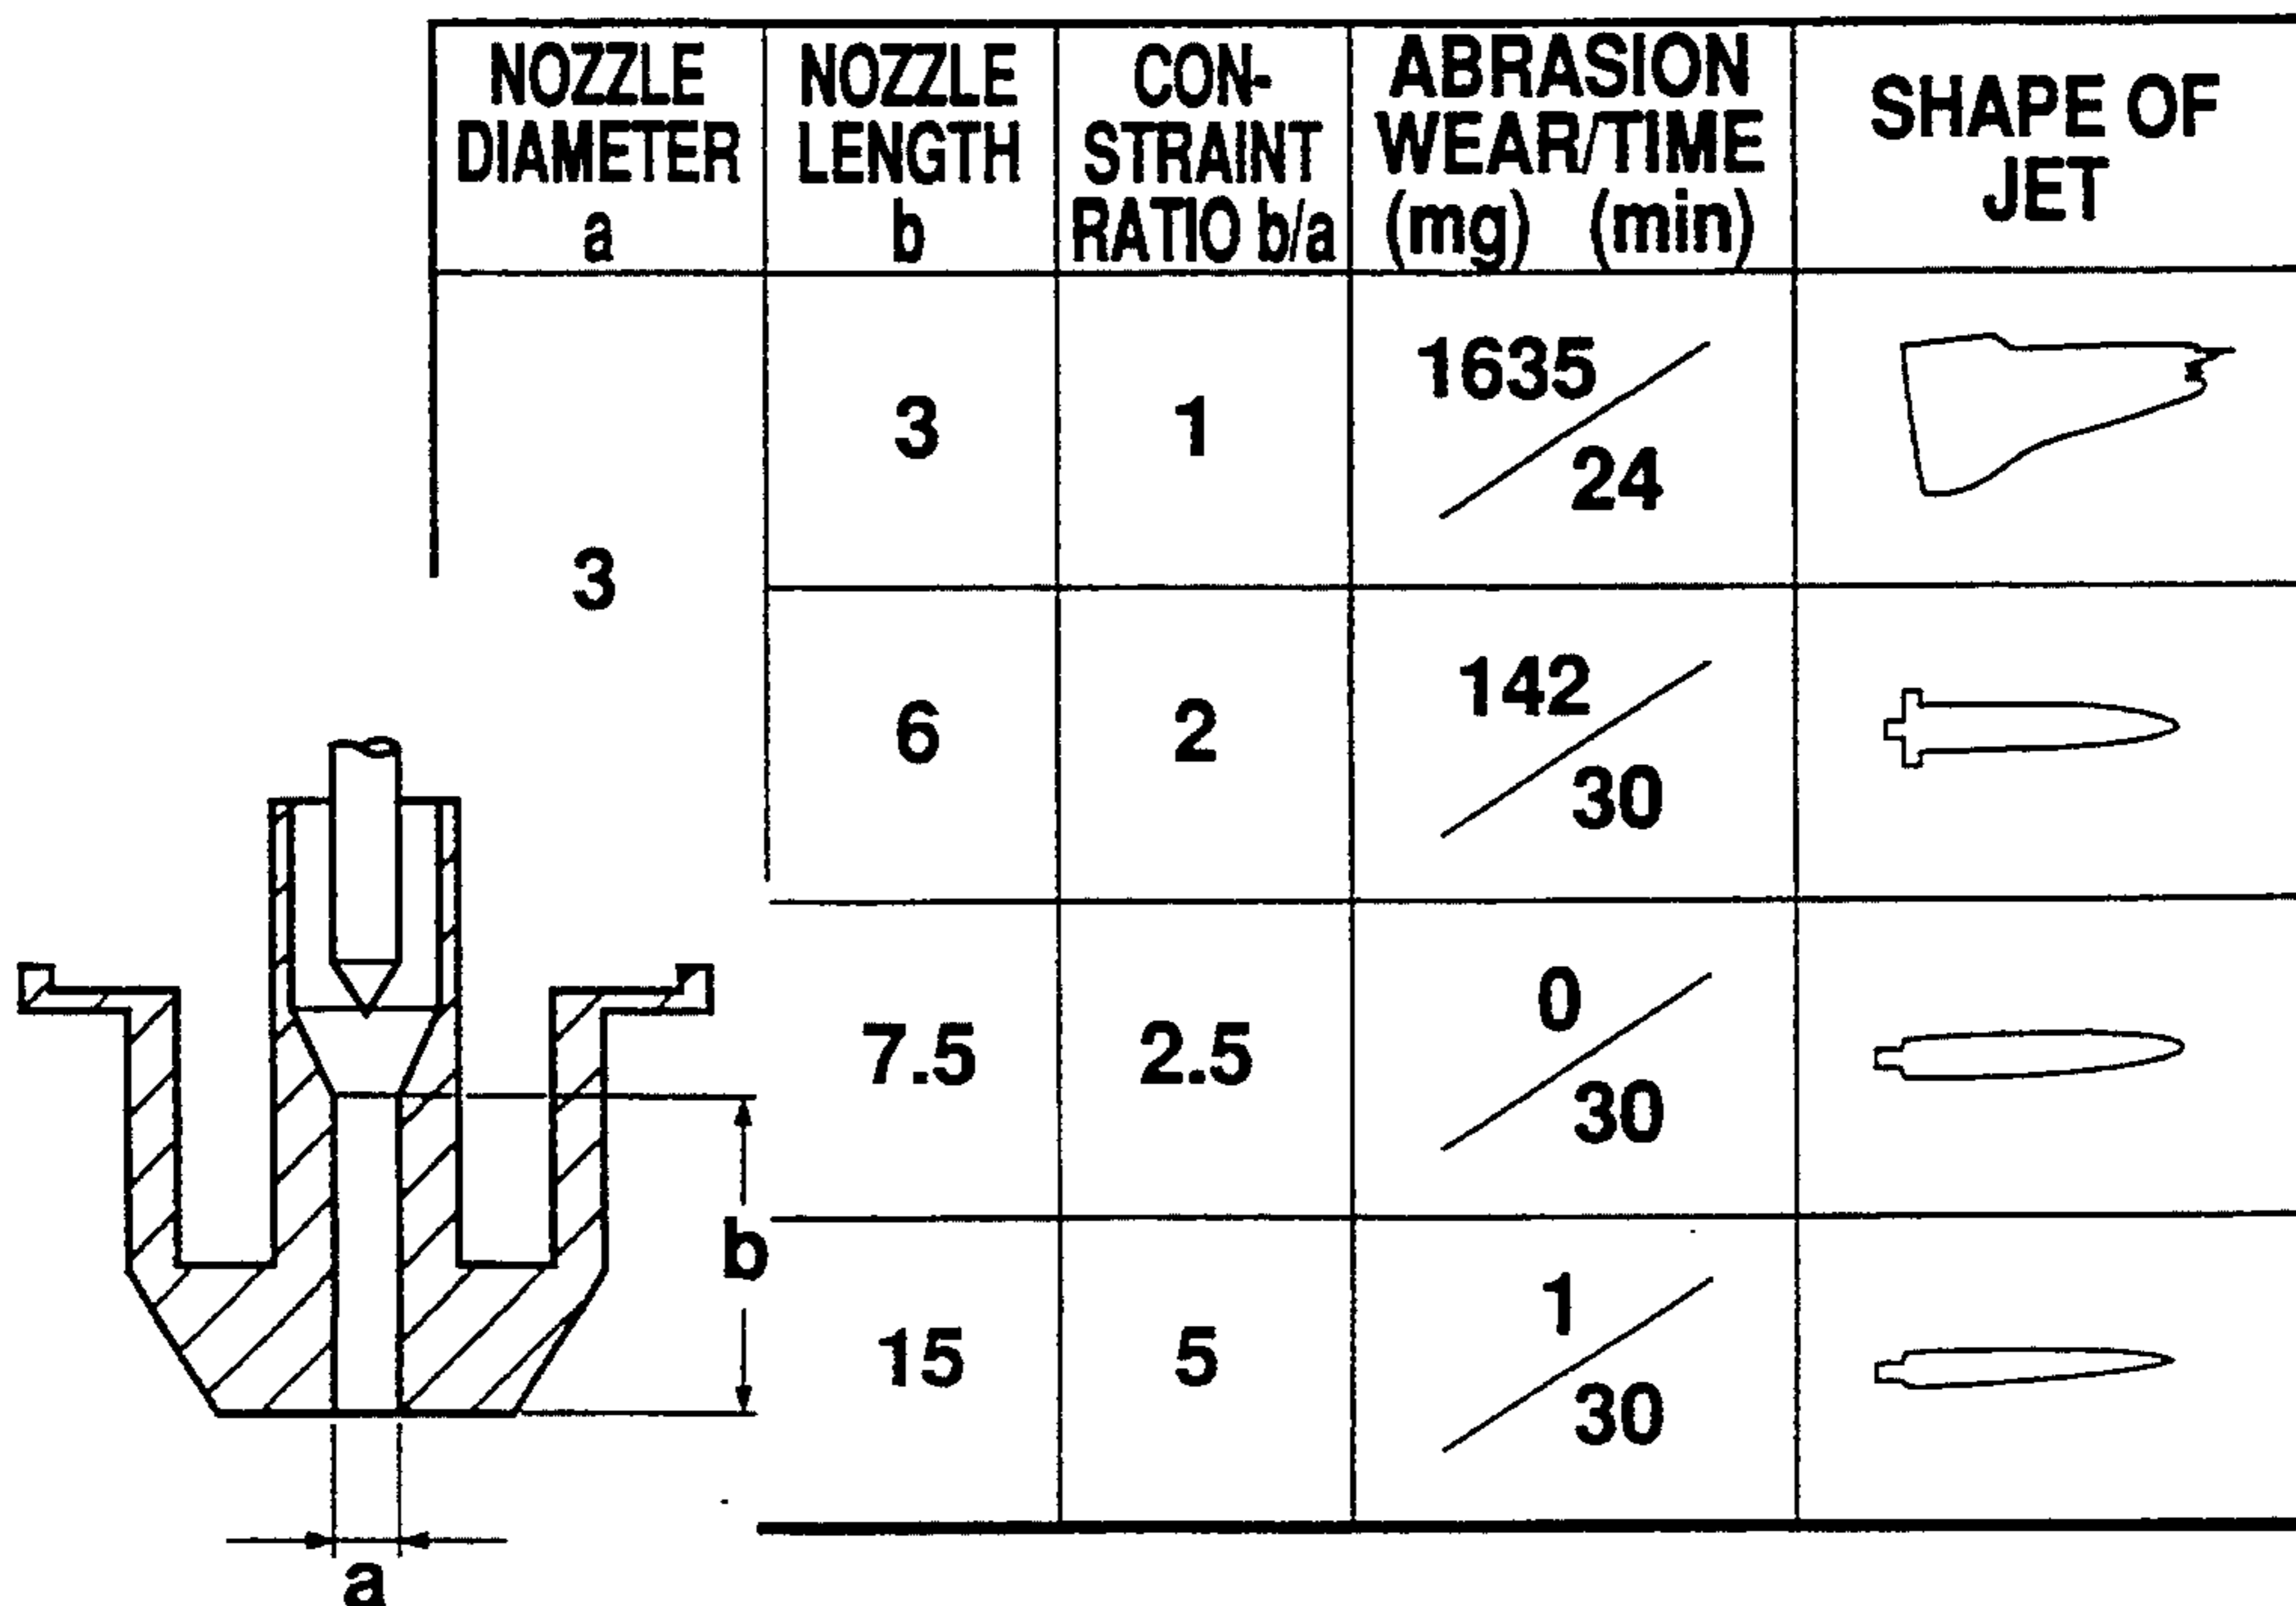 NOZZLE
DIAMETER
a
NOZZLE
LENGTH
b
CON-
STRAINT
RATIO b/a
ABRASION
WEAR/TIME
(mg) (min)
SHAPE OF
JET
3
3
1
1635
24
6
2
142
30
7.5
2.5
0
30
15
5
1
30
b
a